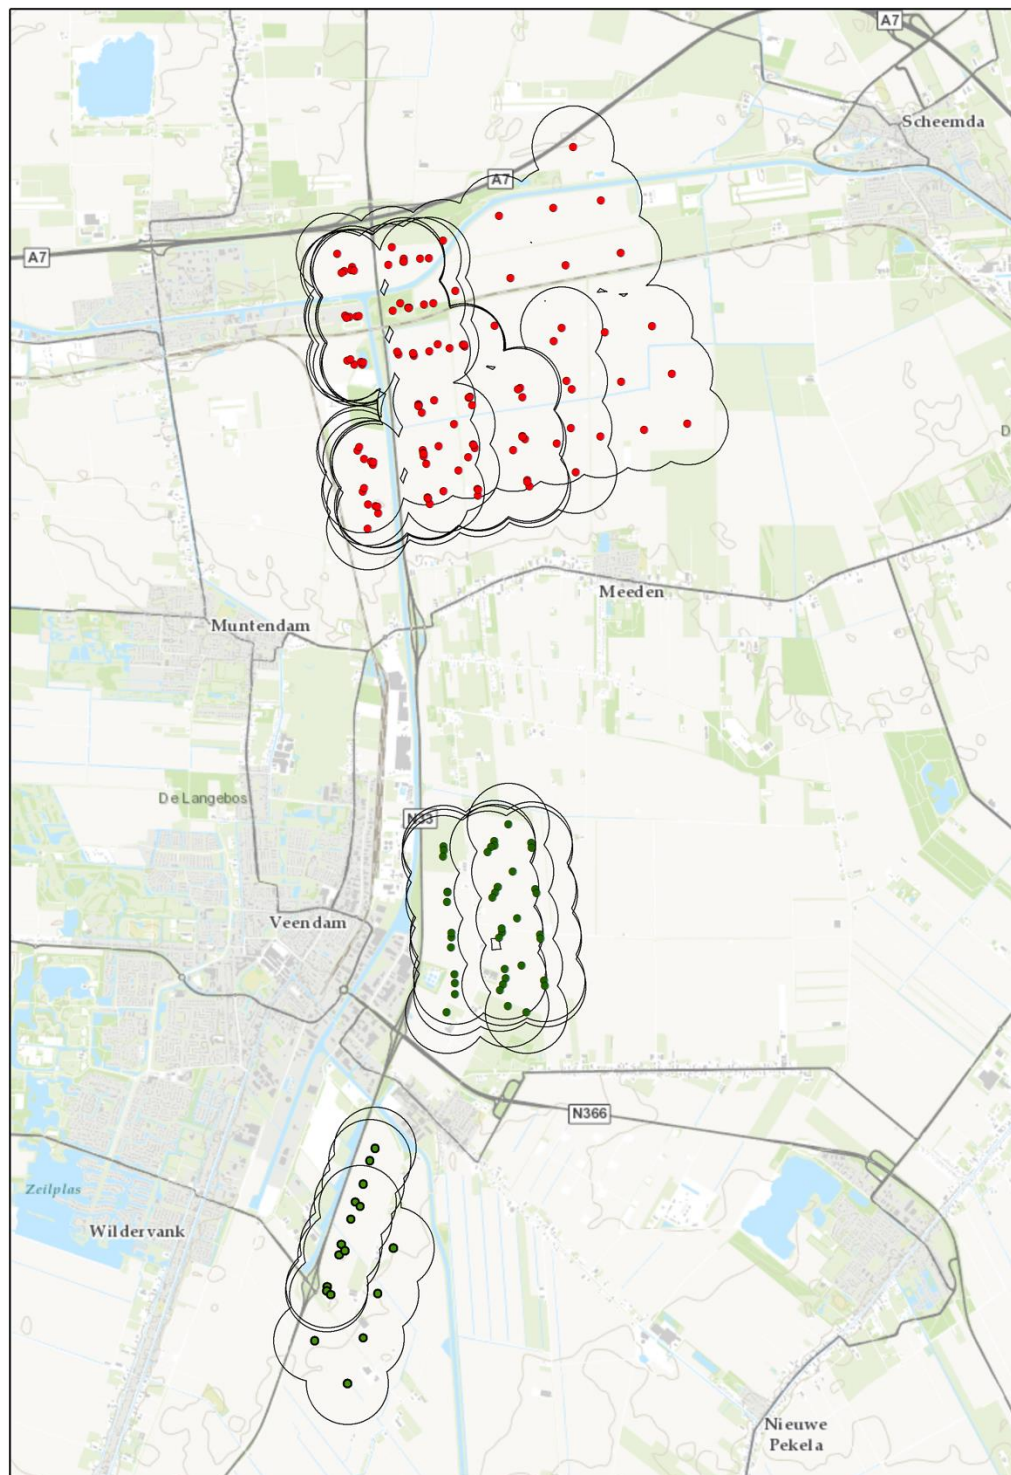 A7
Scheemda
A7
A7
D
Meeden
Muntendam
De Langebos
N33
Veendam
N366
Zeilplas
Wildervank
Nieuwe
Pekela